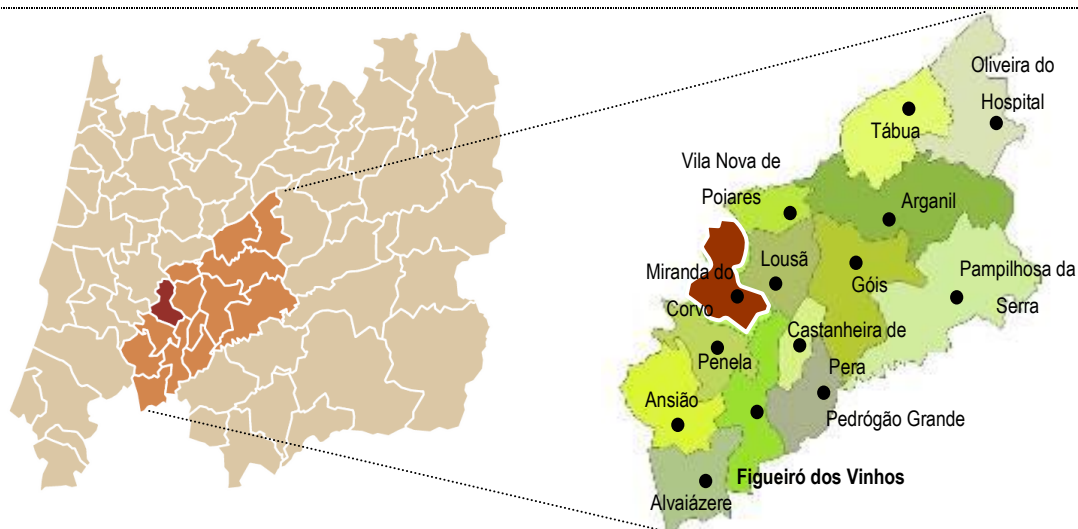 Oliveira do
Hospital
Tábua
Vila Nova de
Poiares
Arganil
Lousã
Miranda do
Corvo
Góis
Pampilhosa da
Serra
Castanheira de
Pera
Penela
Ansião
Pedrógão Grande
Figueiró dos Vinhos
Alvaiázere